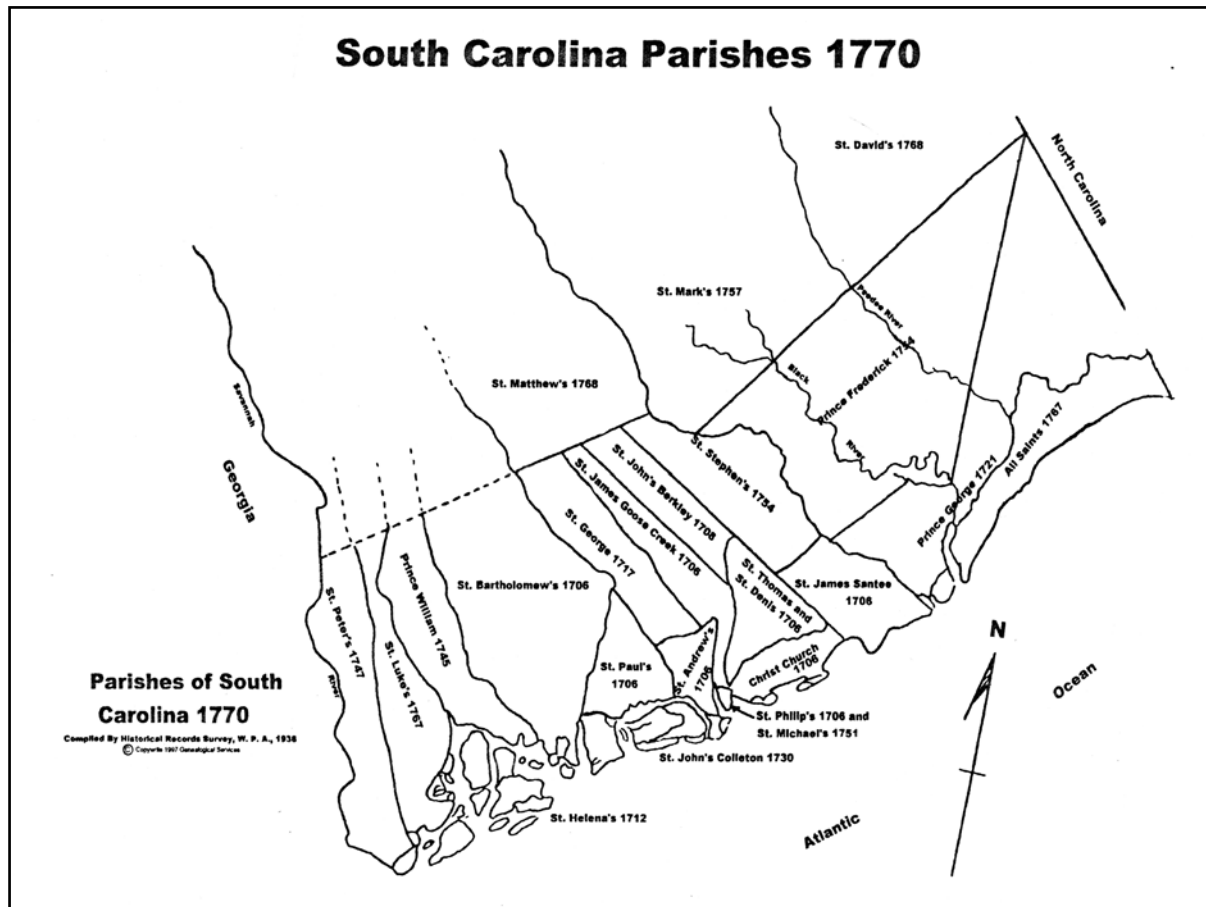 South Carolina Parishes 1770
St. David's 1768
North Carolina
St. Mark's 1757
Peedee River
St. Matthew's 1768
Black
River
Prince Frederick 1754
Savannah
River
Georgia
All Saints 1767
Prince George 1721
St. Stephen's 1754
St. John's Berkley 1706
St. James Goose Creek 1706
St. George 1717
St. Bartholomew's 1706
Prince William 1745
St. Luke's 1767
St. Peter's 1747
St. Thomas and
St. Denis 1706
St. James Santee
1706
Christ Church
1706
St. Andrew's
1706
St. Paul's
1706
St. Philip's 1706 and
St. Michael's 1751
St. John's Colleton 1730
St. Helena's 1712
N
Ocean
Atlantic
Parishes of South
Carolina 1770
Compiled By Historical Records Survey, W. P. A., 1938
© Copywrite 1997 Genealogical Services